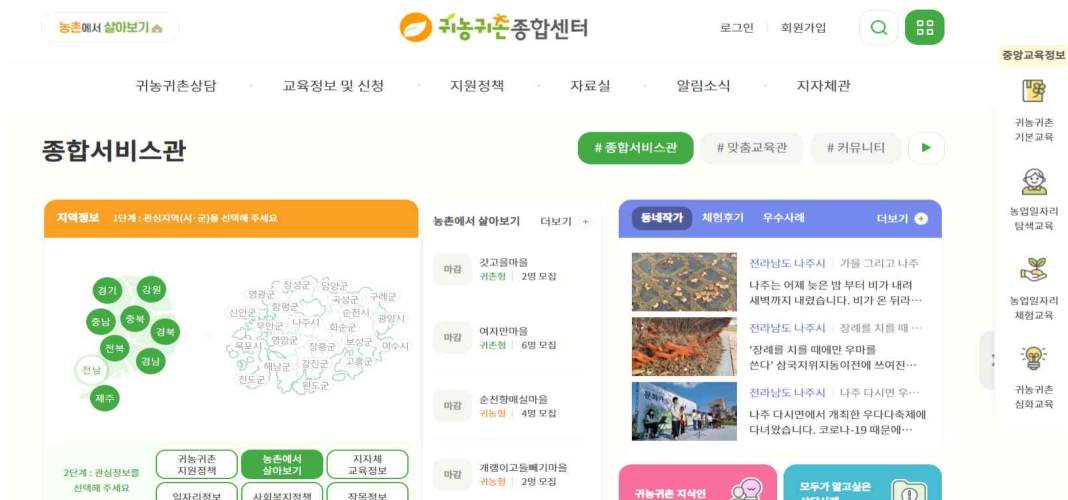 농촌에서 살아보기
귀농귀촌종합센터
로그인
회원가입
귀농귀촌상담
교육정보 및 신청
지원정책
자료실
알림소식
지자체관
중앙교육정보
귀농귀촌
기본교육
농업일자리
탐색교육
농업일자리
체험교육
귀농귀촌
심화교육
종합서비스관
# 종합서비스관
# 맞춤교육관
# 커뮤니티
지역정보 1단계 : 관심지역(시·군)을 선택해 주세요
경기
강원
충남
충북
경북
전북
경남
전남
제주
영광군
장성군
담양군
곡성군
구례군
신안군
함평군
순천시
광양시
무안군
나주시
화순군
목포시
영암군
장흥군
보성군
여수시
해남군
강진군
고흥군
진도군
완도군
2단계 : 관심정보를
선택해 주세요
귀농귀촌
지원정책
농촌에서
살아보기
지자체
교육정보
일자리정보
사회복지정책
작목정보
농촌에서 살아보기 더보기 +
마감
갓고을마을
귀촌형 2명 모집
마감
여자만마을
귀촌형 6명 모집
마감
순천향매실마을
귀농형 4명 모집
마감
개랭이고들빼기마을
귀농형 2명 모집
동네작가 체험후기 우수사례 더보기 +
전라남도 나주시 가을 그리고 나주
나주는 어제 늦은 밤 부터 비가 내려
새벽까지 내렸습니다. 비가 온 뒤라···
전라남도 나주시 장례를 치를 때 ···
'장례를 치를 때에만 우마를
쓴다' 삼국지위지동이전에 쓰여진···
전라남도 나주시 나주 다시면 우···
나주 다시면에서 개최한 우다다축제에
다녀왔습니다. 코로나-19 때문에···
귀농귀촌 지식인
모두가 알고싶은
상담사례